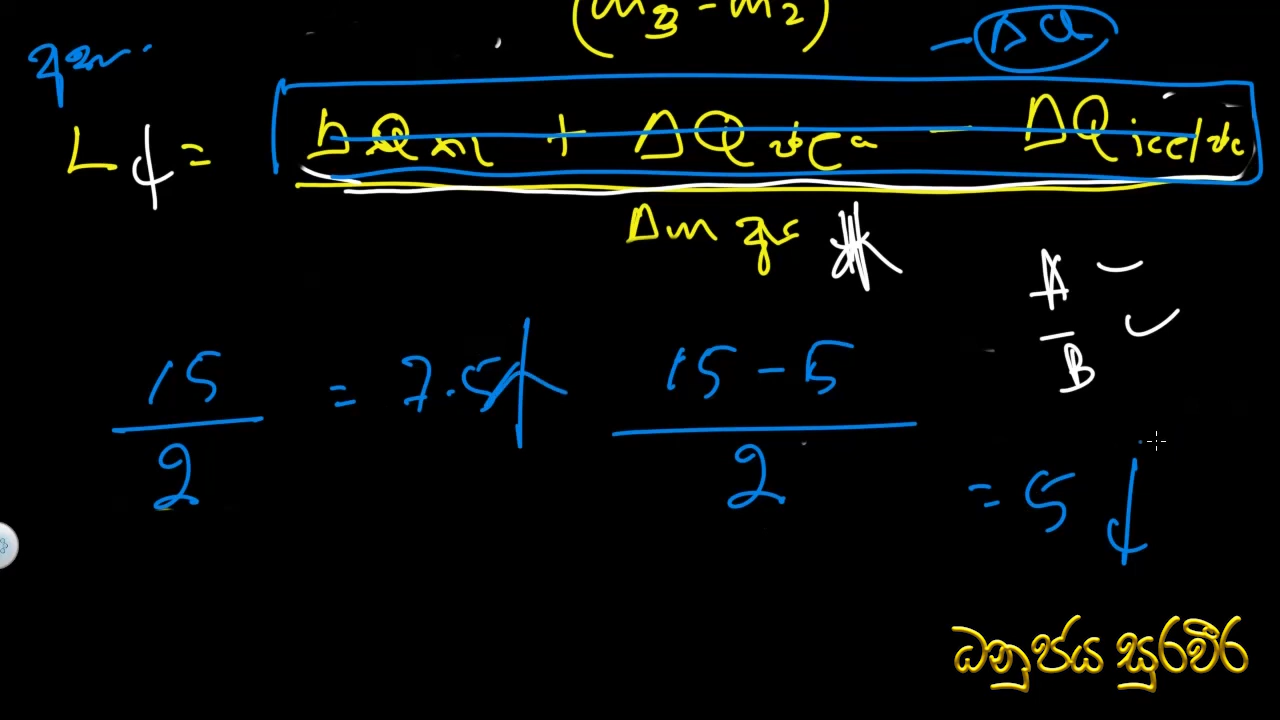 (m3 - m2)
- ΔQ
L ↓ =
ΔQ + ΔQ - ΔQ ice/
Δm
A
B
15/2 = 7.5 ↑
15 - 5/2 = 5 ↓
ධනුජය සුරවීර